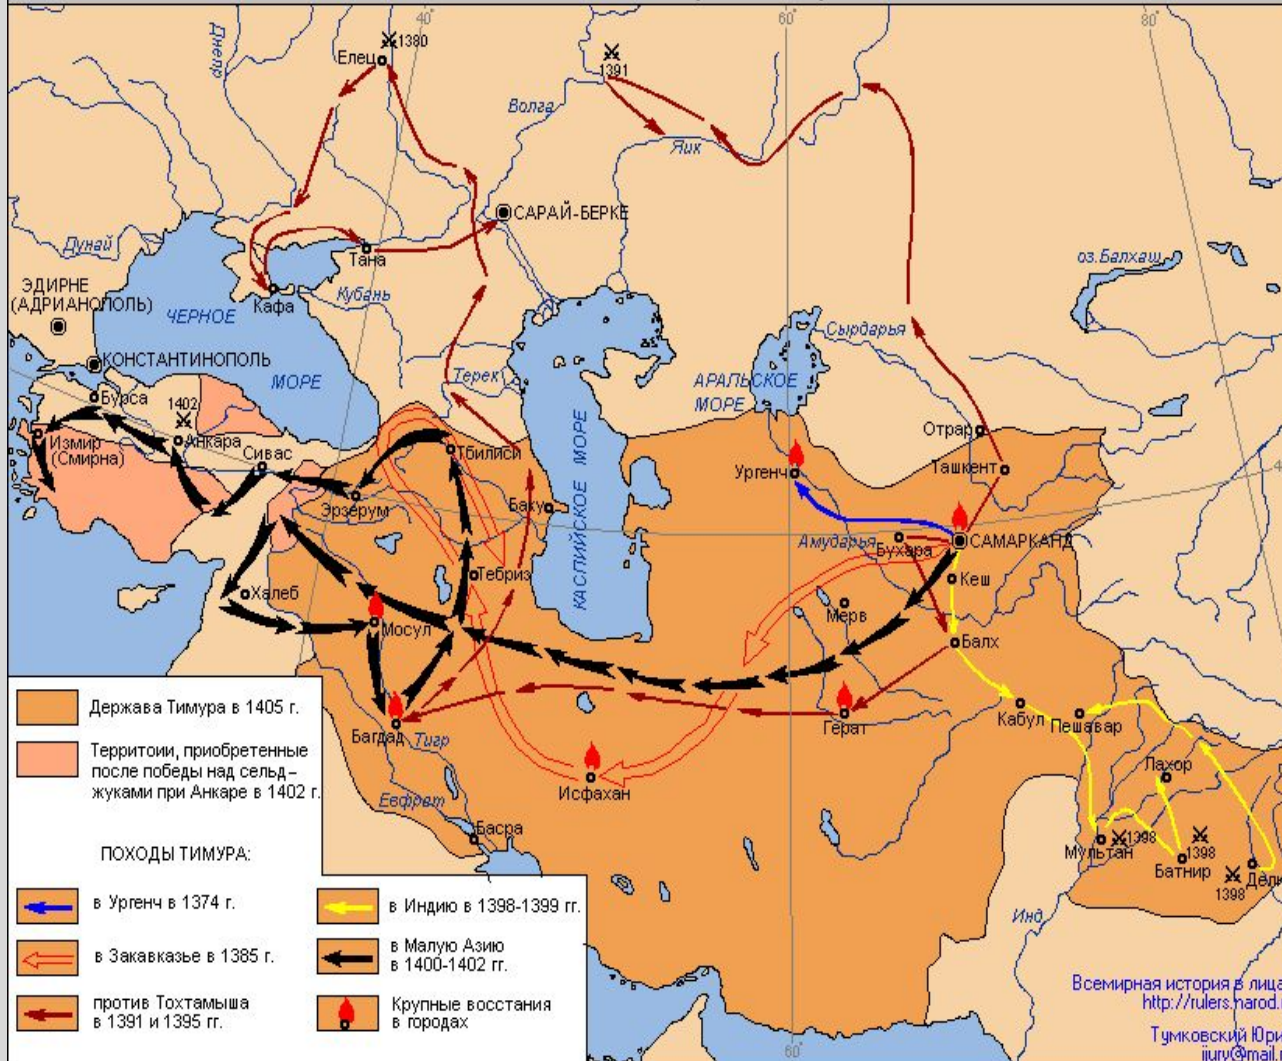 40°
60°
80°
Днепр
Елец
1380
1391
Волга
Яик
САРАЙ-БЕРКЕ
Дунай
Тана
оз.Балхаш
ЭДИРНЕ
(АДРИАНОПОЛЬ)
Кафа
Кубань
ЧЕРНОЕ
МОРЕ
Сырдарья
КОНСТАНТИНОПОЛЬ
Терек
АРАЛЬСКОЕ
МОРЕ
Бурса
1402
Анкара
Измир
(Смирна)
Сивас
Тбилиси
Отрар
Ташкент
Ургенч
Эрзерум
Баку
КАСПИЙСКОЕ МОРЕ
Амударья
Бухара
САМАРКАНД
Тебриз
Кеш
Халеб
Мерв
Мосул
Балх
Кабул
Пешавар
Герат
Багдад
Тигр
Лахор
Исфахан
Евфрат
Басра
Мультан
1398
1398
Батнир
1398
Инд
Держава Тимура в 1405 г.
Территоии, приобретенные
после победы над сельд-
жуками при Анкаре в 1402 г.
ПОХОДЫ ТИМУРА:
в Ургенч в 1374 г.
в Индию в 1398-1399 гг.
в Закавказье в 1385 г.
в Малую Азию
в 1400-1402 гг.
против Тохтамыша
в 1391 и 1395 гг.
Крупные восстания
в городах
60°
Всемирная история в лица
http://rulers.narod.
Тумковский Юри